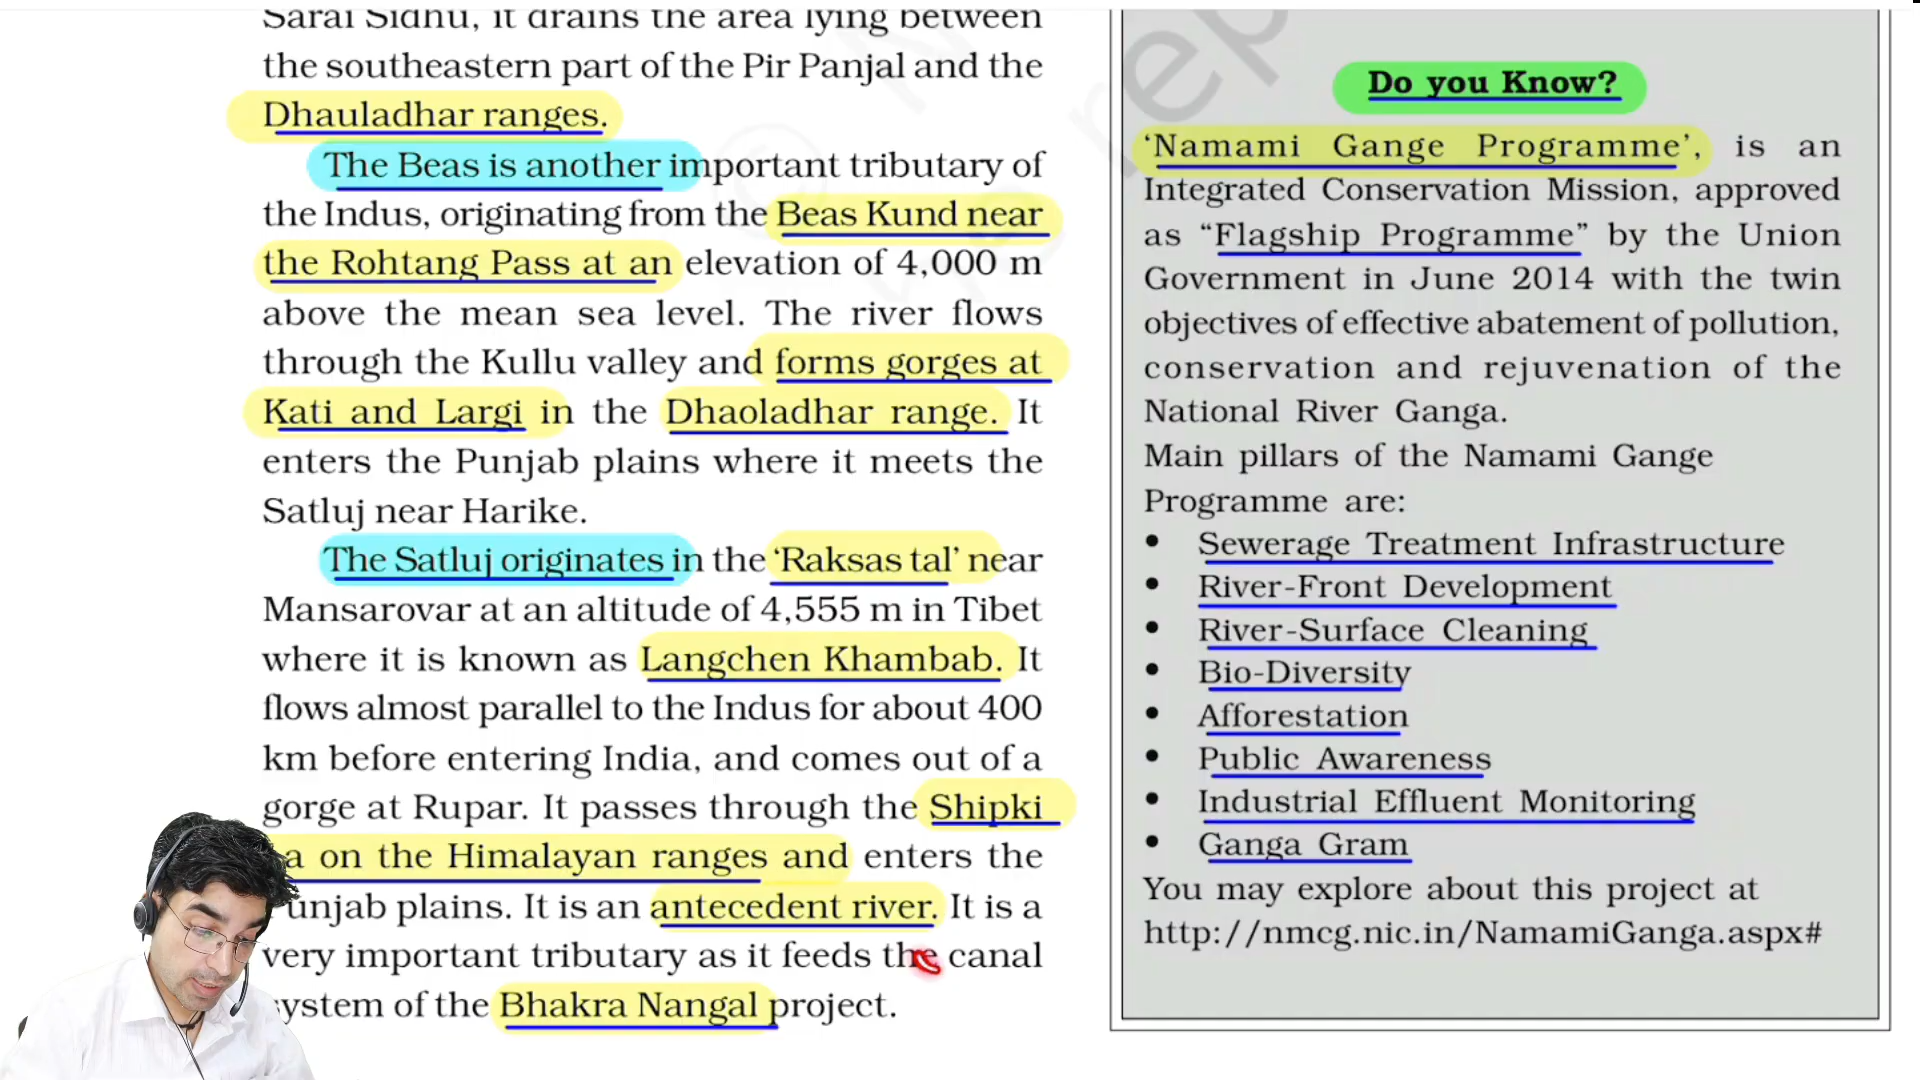 Sarai Sidhu, it drains the area lying between
the southeastern part of the Pir Panjal and the
Dhauladhar ranges.
The Beas is another important tributary of
the Indus, originating from the Beas Kund near
the Rohtang Pass at an elevation of 4,000 m
above the mean sea level. The river flows
through the Kullu valley and forms gorges at
Kati and Largi in the Dhaoladhar range. It
enters the Punjab plains where it meets the
Satluj near Harike.
The Satluj originates in the ‘Raksas tal’ near
Mansarovar at an altitude of 4,555 m in Tibet
where it is known as Langchen Khambab. It
flows almost parallel to the Indus for about 400
km before entering India, and comes out of a
gorge at Rupar. It passes through the Shipki
a on the Himalayan ranges and enters the
unjab plains. It is an antecedent river. It is a
very important tributary as it feeds the canal
ystem of the Bhakra Nangal project.
Do you Know?
‘Namami Gange Programme’, is an
Integrated Conservation Mission, approved
as “Flagship Programme” by the Union
Government in June 2014 with the twin
objectives of effective abatement of pollution,
conservation and rejuvenation of the
National River Ganga.
Main pillars of the Namami Gange
Programme are:
• Sewerage Treatment Infrastructure
• River-Front Development
• River-Surface Cleaning
• Bio-Diversity
• Afforestation
• Public Awareness
• Industrial Effluent Monitoring
• Ganga Gram
You may explore about this project at
http://nmcg.nic.in/NamamiGanga.aspx#